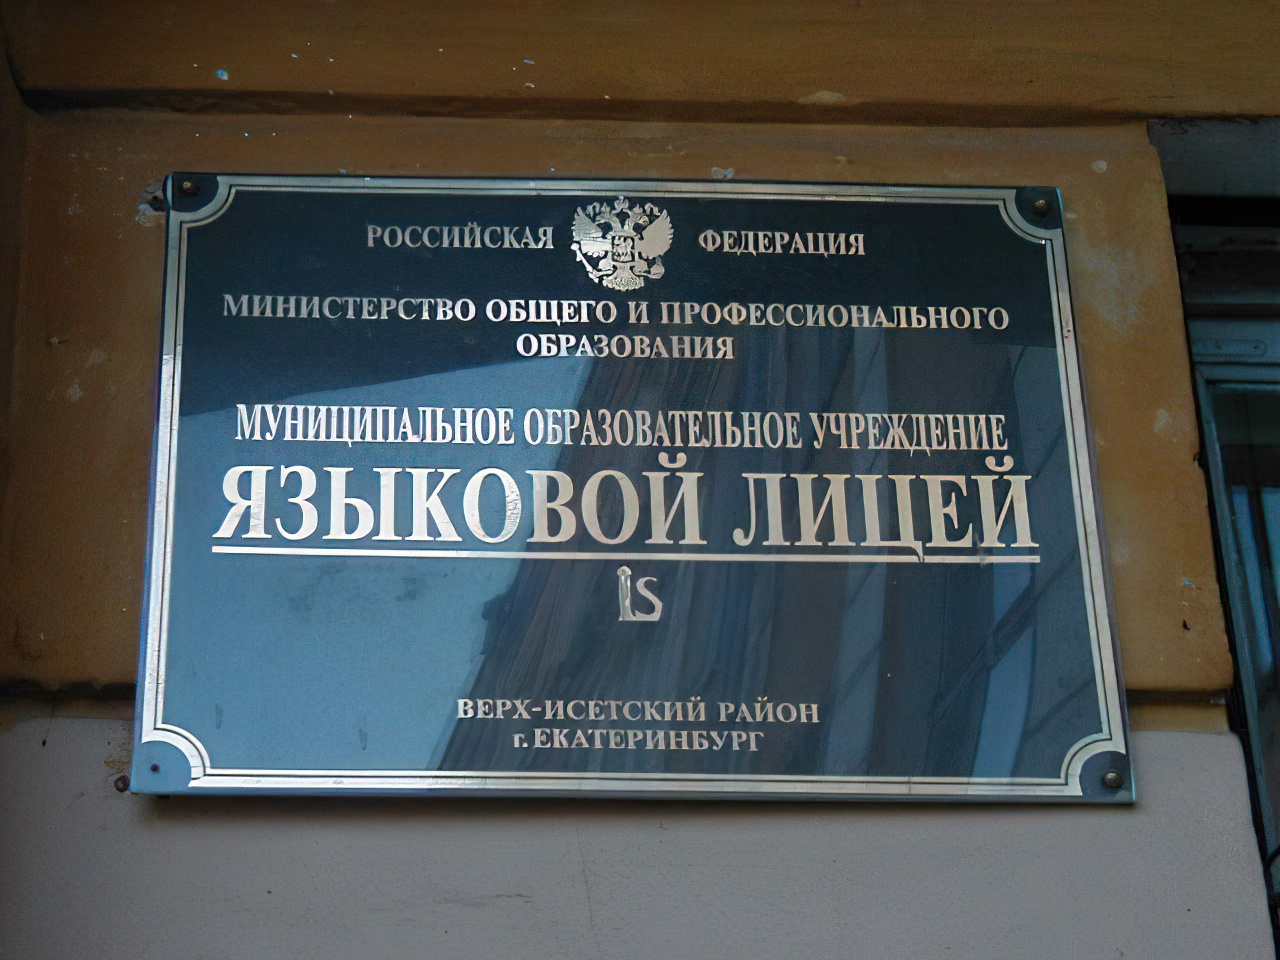 РОССИЙСКАЯ ФЕДЕРАЦИЯ
МИНИСТЕРСТВО ОБЩЕГО И ПРОФЕССИОНАЛЬНОГО
ОБРАЗОВАНИЯ
МУНИЦИПАЛЬНОЕ ОБРАЗОВАТЕЛЬНОЕ УЧРЕЖДЕНИЕ
ЯЗЫКОВОЙ ЛИЦЕЙ
ls
ВЕРХ-ИСЕТСКИЙ РАЙОН
г. ЕКАТЕРИНБУРГ